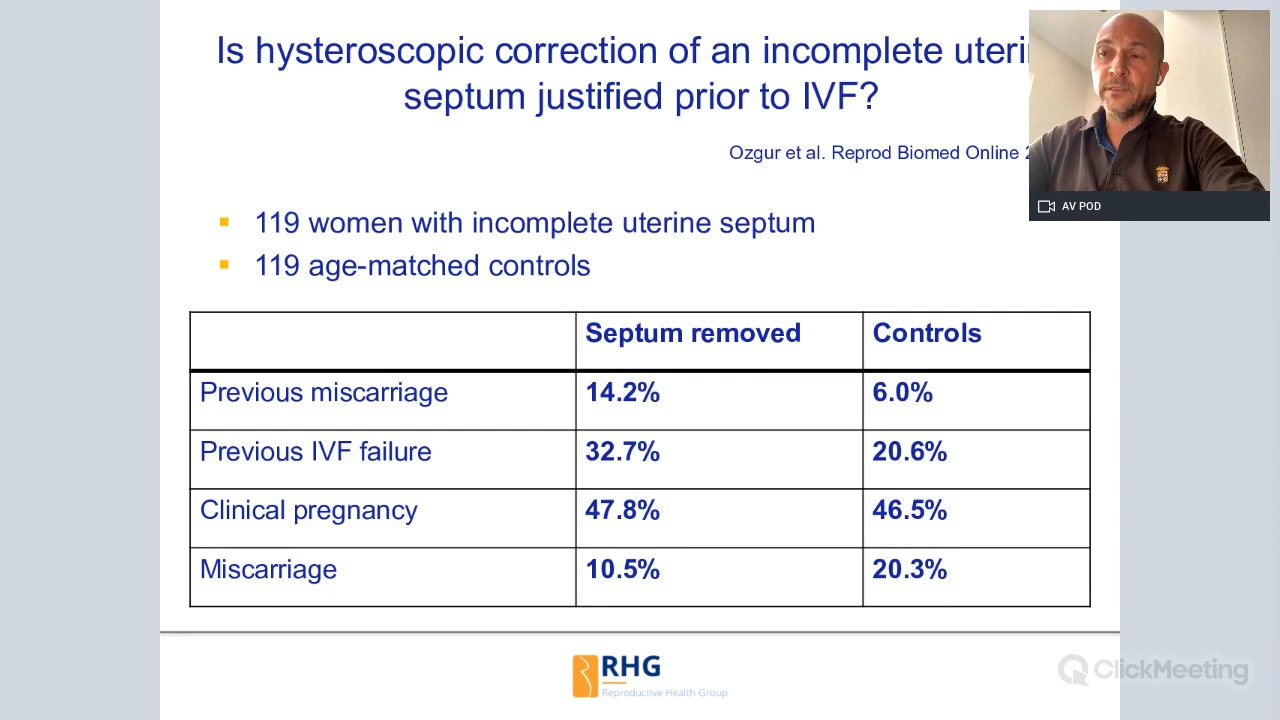 Is hysteroscopic correction of an incomplete
septum justified prior to IVF?
Ozgur et al. Reprod Biomed Online
AV POD
▪ 119 women with incomplete uterine septum
▪ 119 age-matched controls
Septum removed Controls
Previous miscarriage 14.2% 6.0%
Previous IVF failure 32.7% 20.6%
Clinical pregnancy 47.8% 46.5%
Miscarriage 10.5% 20.3%
RHG
Reproductive Health Group
ClickMeeting